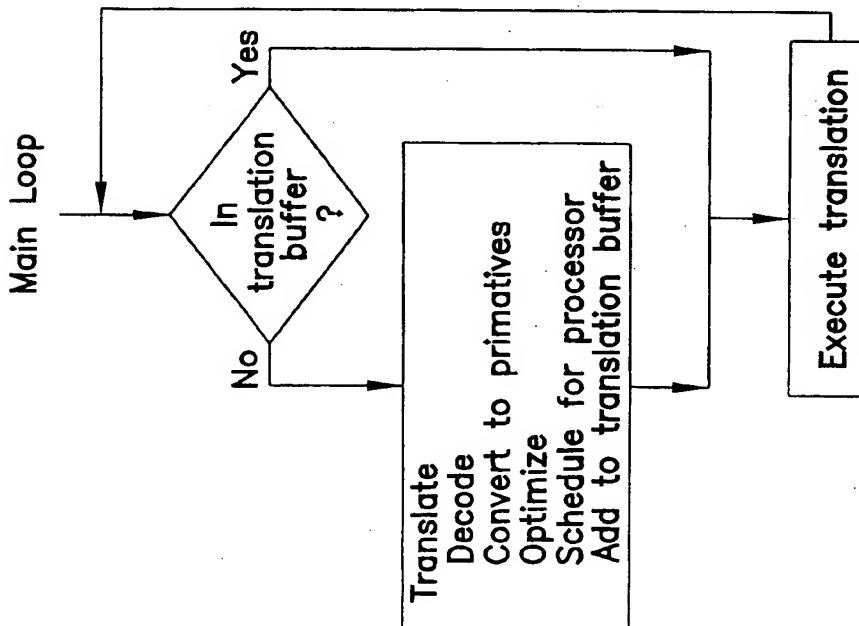 Main Loop
In
translation
buffer
?
Yes
No
Translate
Decode
Convert to primatives
Optimize
Schedule for processor
Add to translation buffer
Execute translation